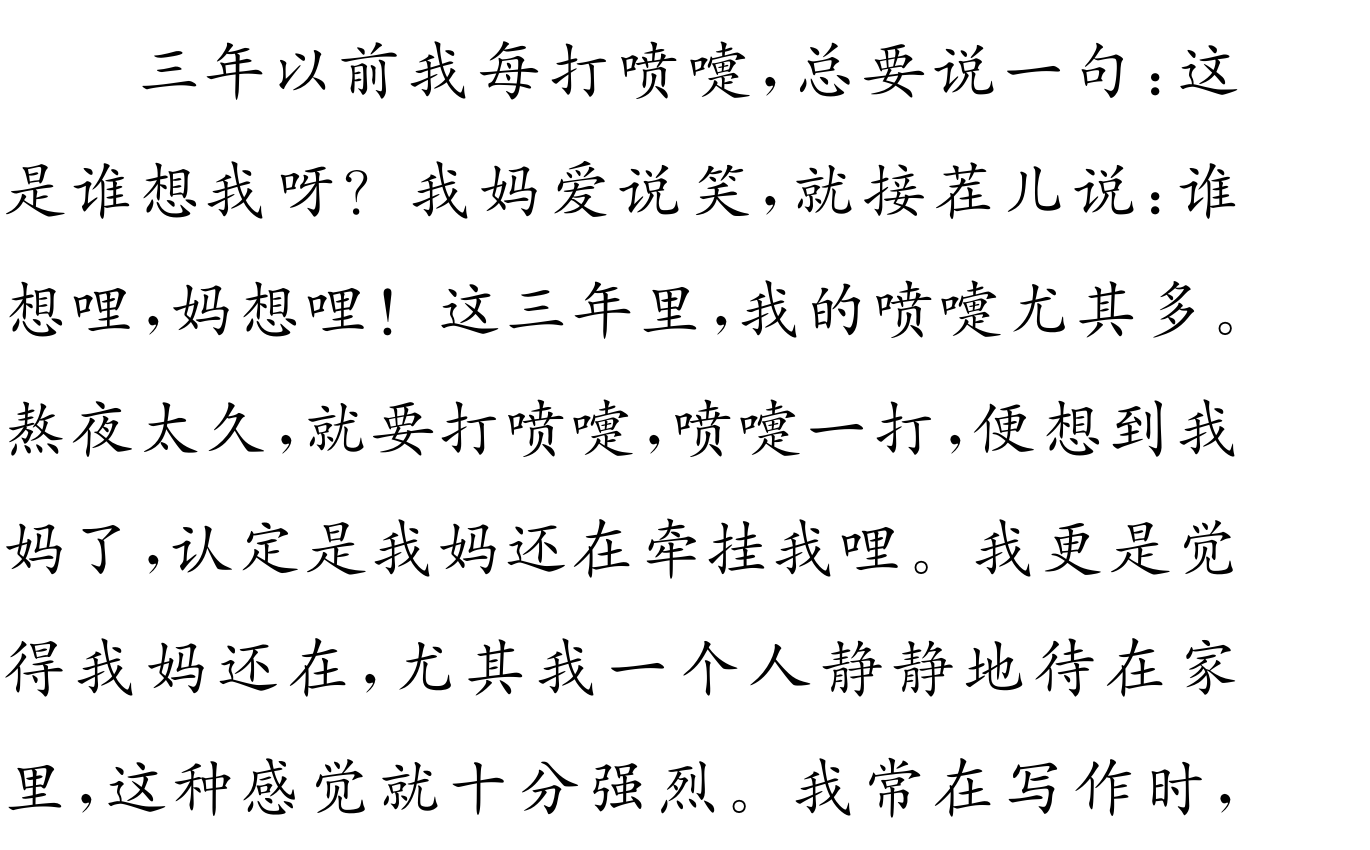 三年以前我每打喷嚏，总要说一句：这
是谁想我呀？我妈爱说笑，就接茬儿说：谁
想哩，妈想哩！这三年里，我的喷嚏尤其多。
熬夜太久，就要打喷嚏，喷嚏一打，便想到我
妈了，认定是我妈还在牵挂我哩。我更是觉
得我妈还在，尤其我一个人静静地待在家
里，这种感觉就十分强烈。我常在写作时，